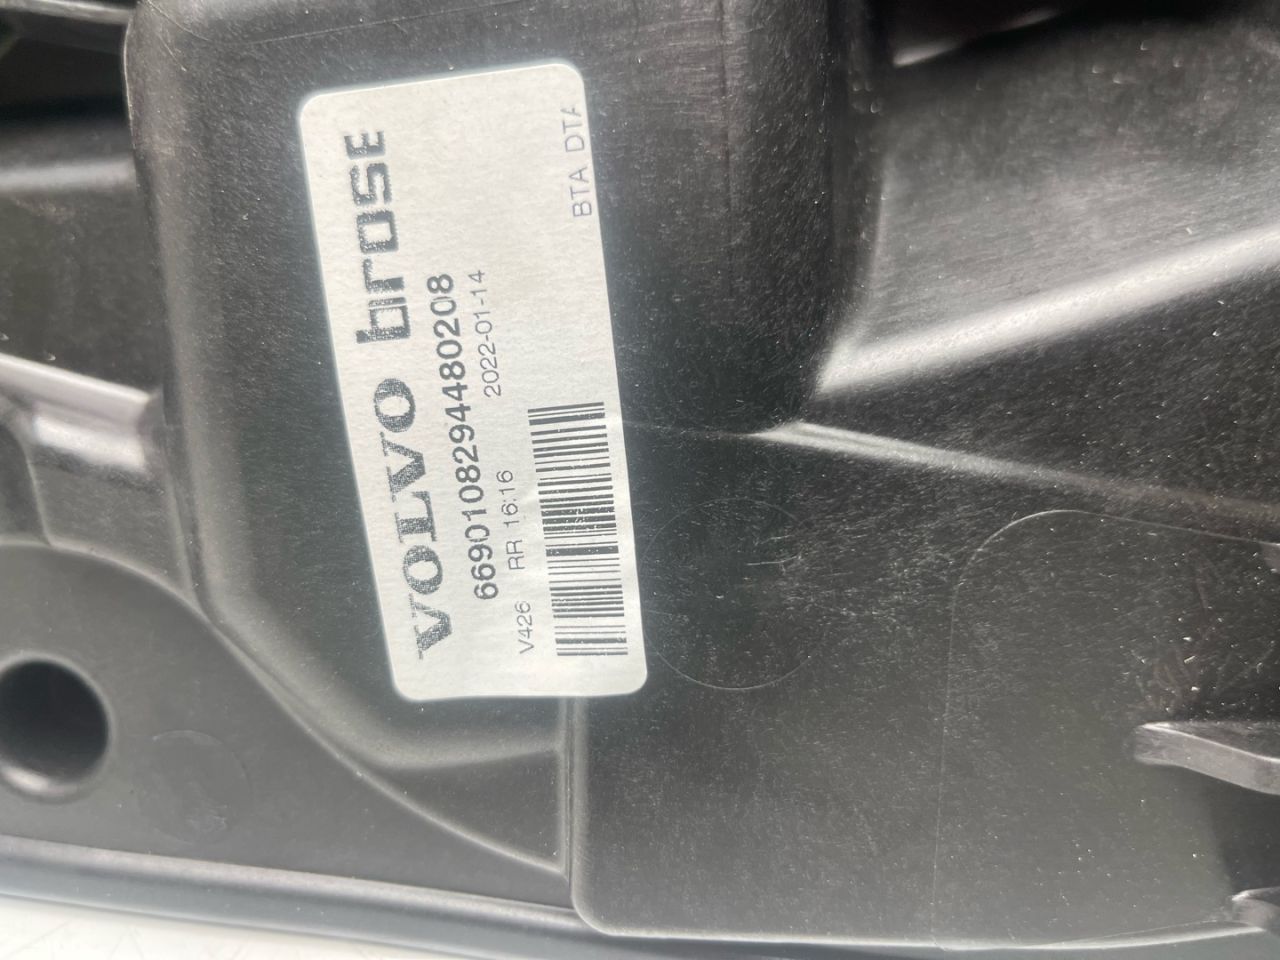 VOLVO brose
6690108294480208
V426 RR 16:16 2022-01-14
BTA DTA